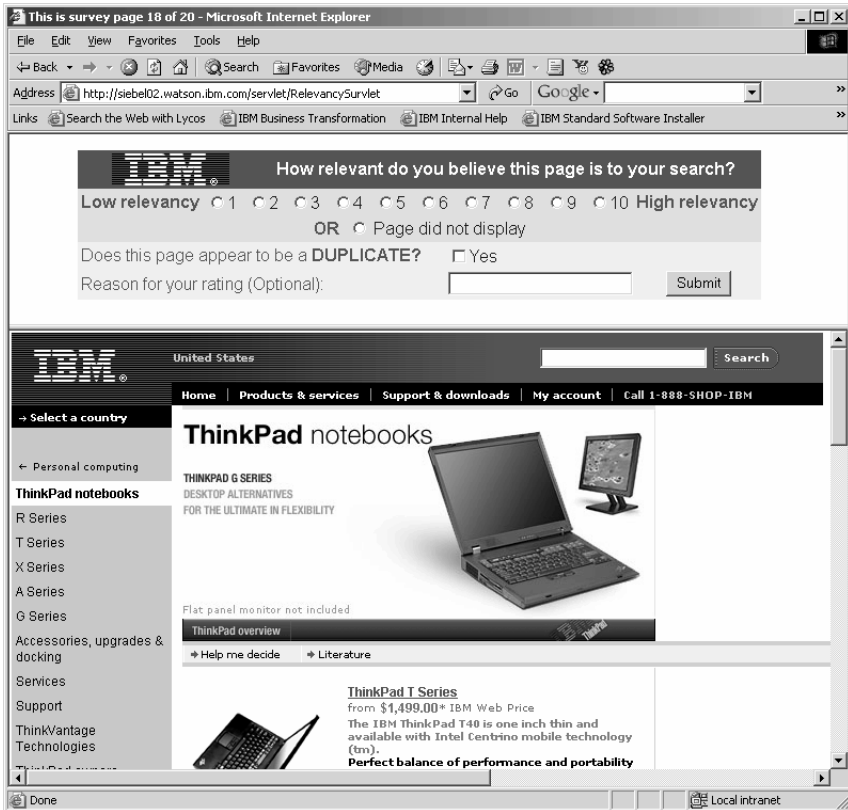 This is survey page 18 of 20 - Microsoft Internet Explorer
File Edit View Favorites Tools Help
Back Search Favorites Media
Address http://siebel02.watson.ibm.com/servlet/RelevancySurvlet Go Google
Links Search the Web with Lycos IBM Business Transformation IBM Internal Help IBM Standard Software Installer
IBM How relevant do you believe this page is to your search?
Low relevancy 1 2 3 4 5 6 7 8 9 10 High relevancy
OR Page did not display
Does this page appear to be a DUPLICATE? Yes
Reason for your rating (Optional): Submit
IBM United States Search
Home Products & services Support & downloads My account Call 1-888-SHOP-IBM
→ Select a country
ThinkPad notebooks
← Personal computing
THINKPAD G SERIES
DESKTOP ALTERNATIVES
FOR THE ULTIMATE IN FLEXIBILITY
ThinkPad notebooks
R Series
T Series
X Series
A Series
G Series
Accessories, upgrades &
docking
Services
Support
ThinkVantage
Technologies
ThinkPad owners
Flat panel monitor not included
ThinkPad overview ThinkPad
Help me decide Literature
ThinkPad T Series
from $1,499.00* IBM Web Price
The IBM ThinkPad T40 is one inch thin and
available with Intel Centrino mobile technology
(tm).
Perfect balance of performance and portability
Done Local intranet